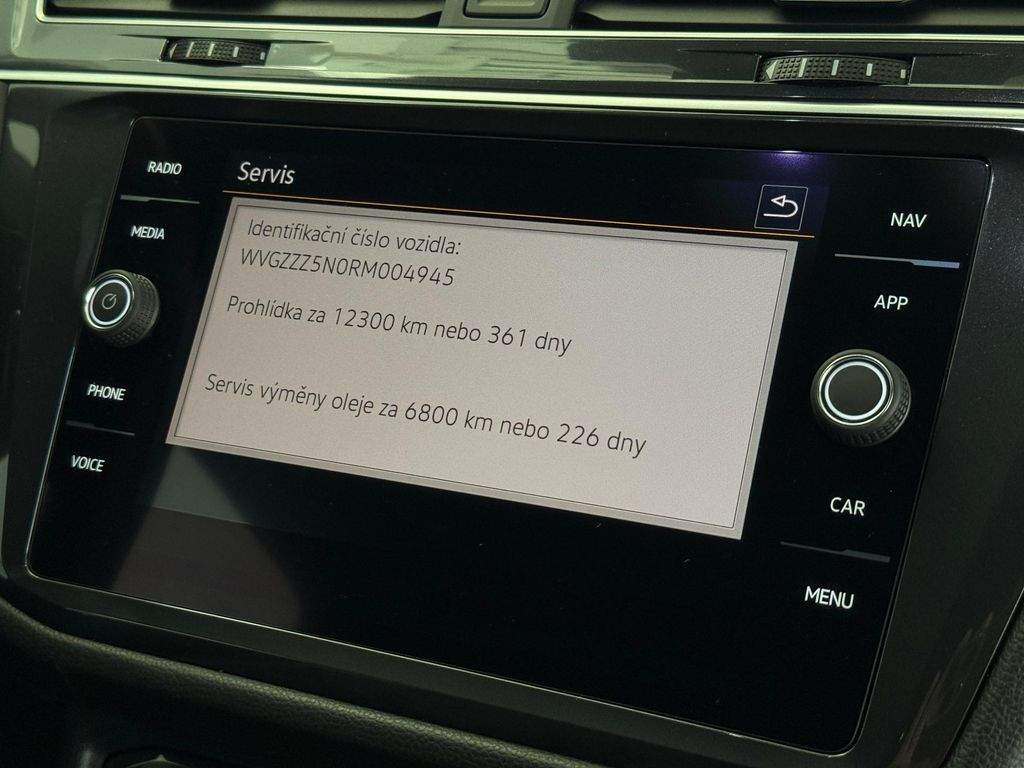 RADIO
MEDIA
PHONE
VOICE
Servis
Identifikační číslo vozidla:
WVGZZZ5N0RM004945
Prohlídka za 12300 km nebo 361 dny
Servis výměny oleje za 6800 km nebo 226 dny
NAV
APP
CAR
MENU